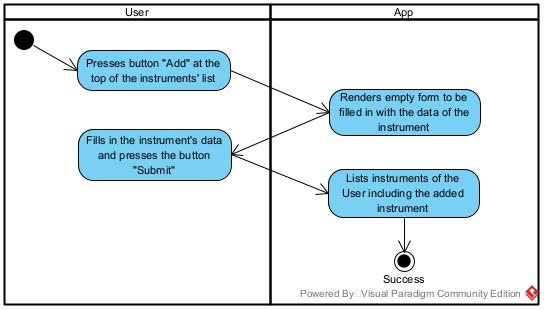 User
App
Presses button "Add" at the
top of the instruments' list
Renders empty form to be
filled in with the data of the
instrument
Fills in the instrument's data
and presses the button
"Submit"
Lists instruments of the
User including the added
instrument
Success
Powered By Visual Paradigm Community Edition